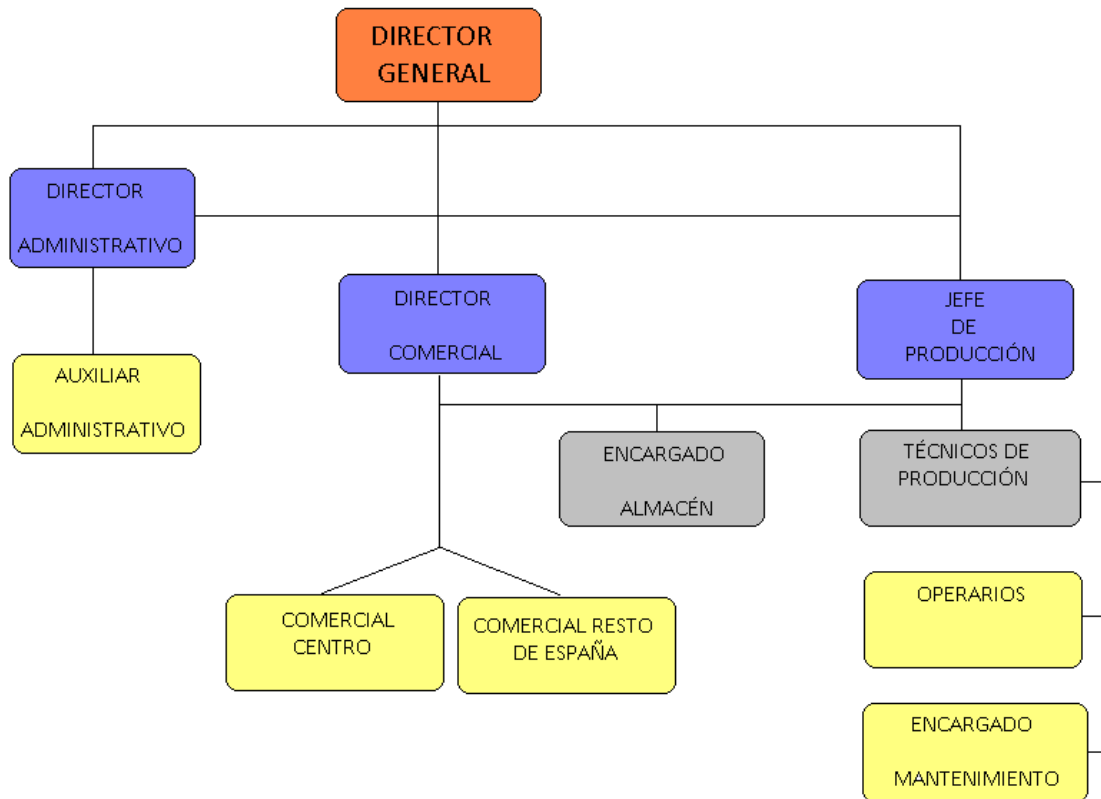 DIRECTOR
GENERAL
DIRECTOR
ADMINISTRATIVO
DIRECTOR
COMERCIAL
JEFE
DE
PRODUCCIÓN
AUXILIAR
ADMINISTRATIVO
ENCARGADO
ALMACÉN
TÉCNICOS DE
PRODUCCIÓN
OPERARIOS
COMERCIAL
CENTRO
COMERCIAL RESTO
DE ESPAÑA
ENCARGADO
MANTENIMIENTO